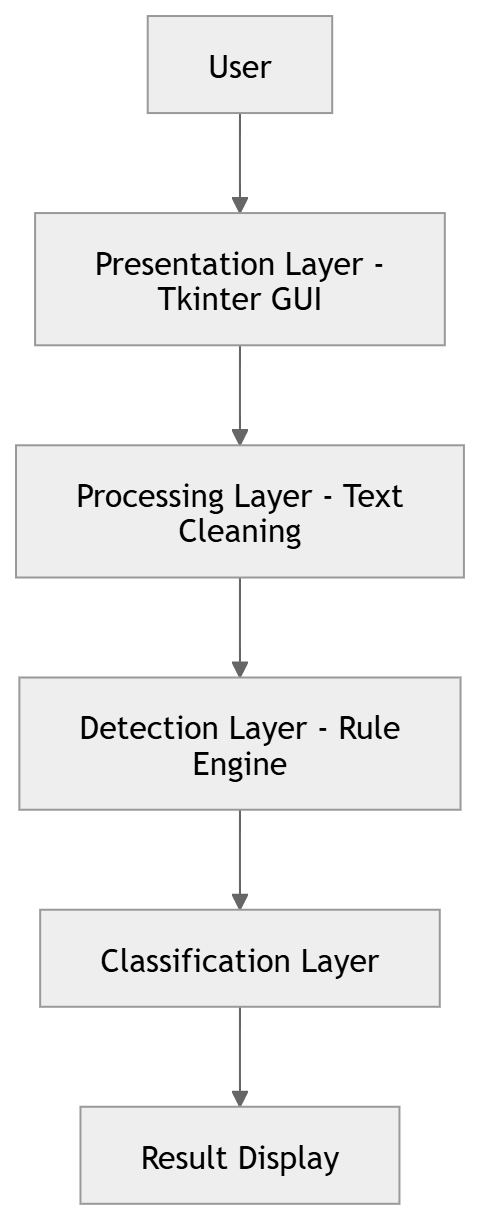 User
Presentation Layer -
Tkinter GUI
Processing Layer - Text
Cleaning
Detection Layer - Rule
Engine
Classification Layer
Result Display